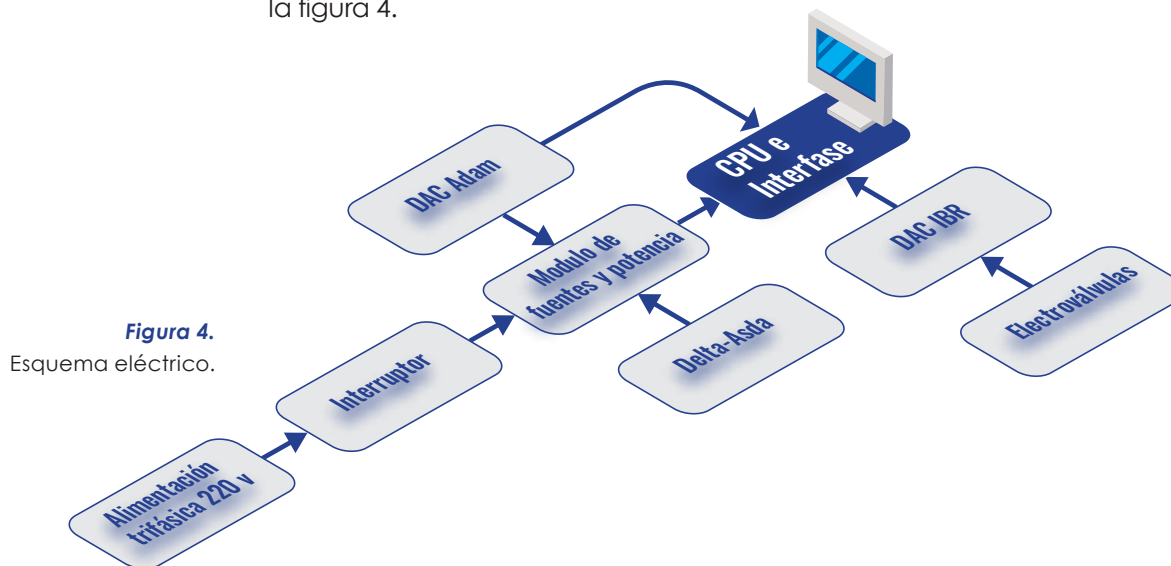 la figura 4.
CPU e
Interfase
DAC Adam
DAC IBR
Modulo de
fuentes y potencia
Electroválvulas
Figura 4.
Esquema eléctrico.
Delta-Asda
Interruptor
Alimentación
trifásica 220 v